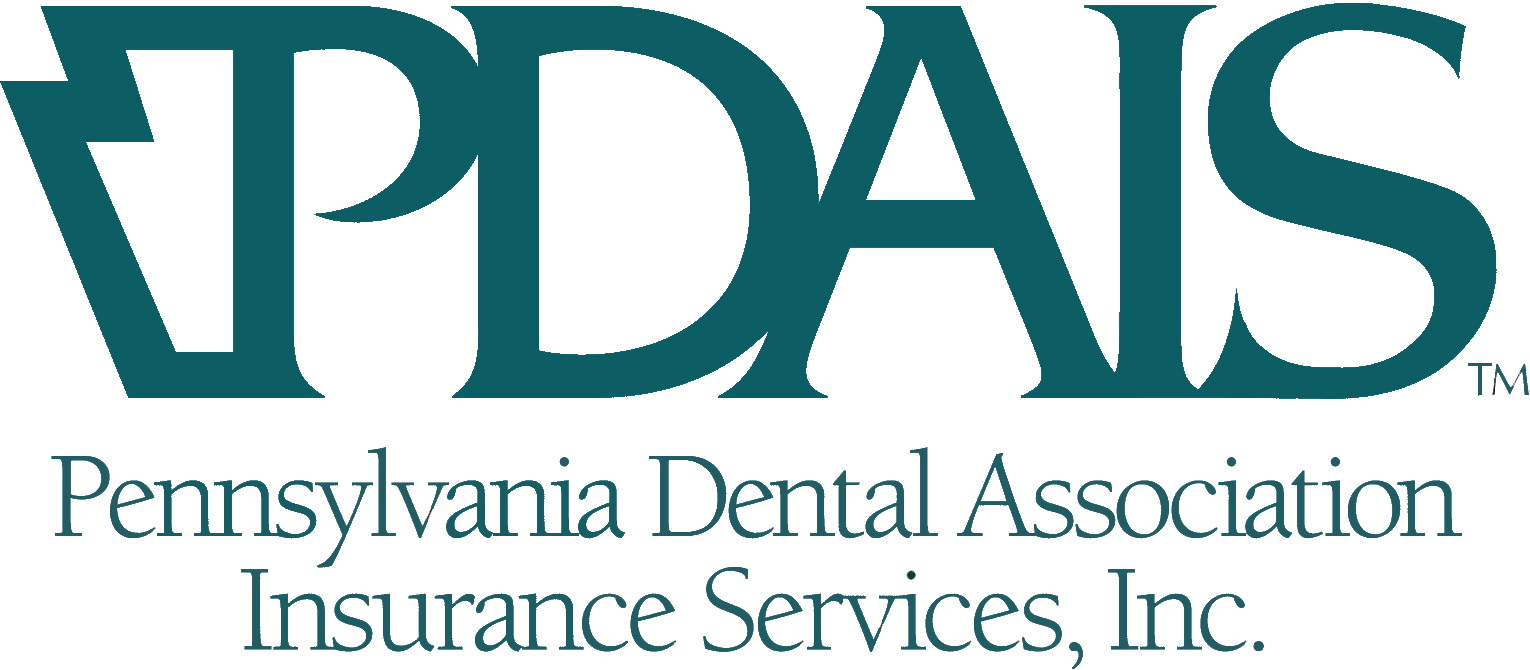 PDAIS™
Pennsylvania Dental Association
Insurance Services, Inc.